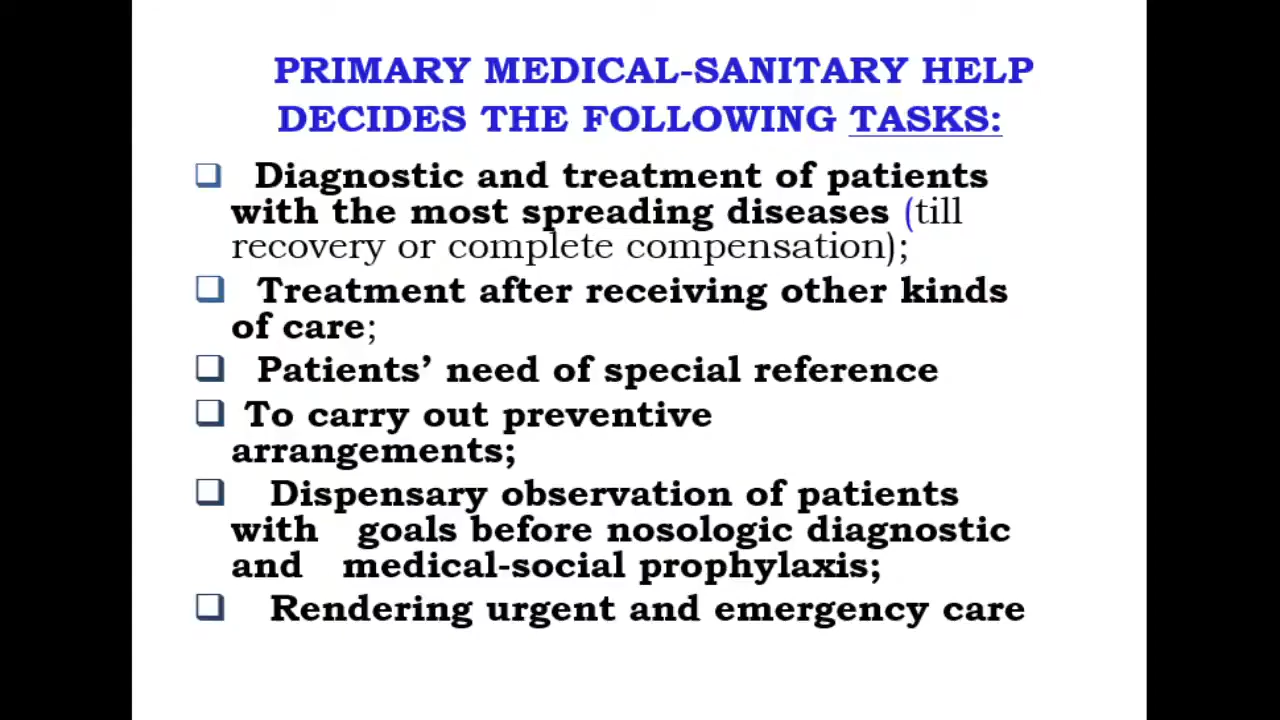 PRIMARY MEDICAL-SANITARY HELP
DECIDES THE FOLLOWING TASKS:
❑ Diagnostic and treatment of patients
with the most spreading diseases (till
recovery or complete compensation);
❑ Treatment after receiving other kinds
of care;
❑ Patients’ need of special reference
❑ To carry out preventive
arrangements;
❑ Dispensary observation of patients
with goals before nosologic diagnostic
and medical-social prophylaxis;
❑ Rendering urgent and emergency care